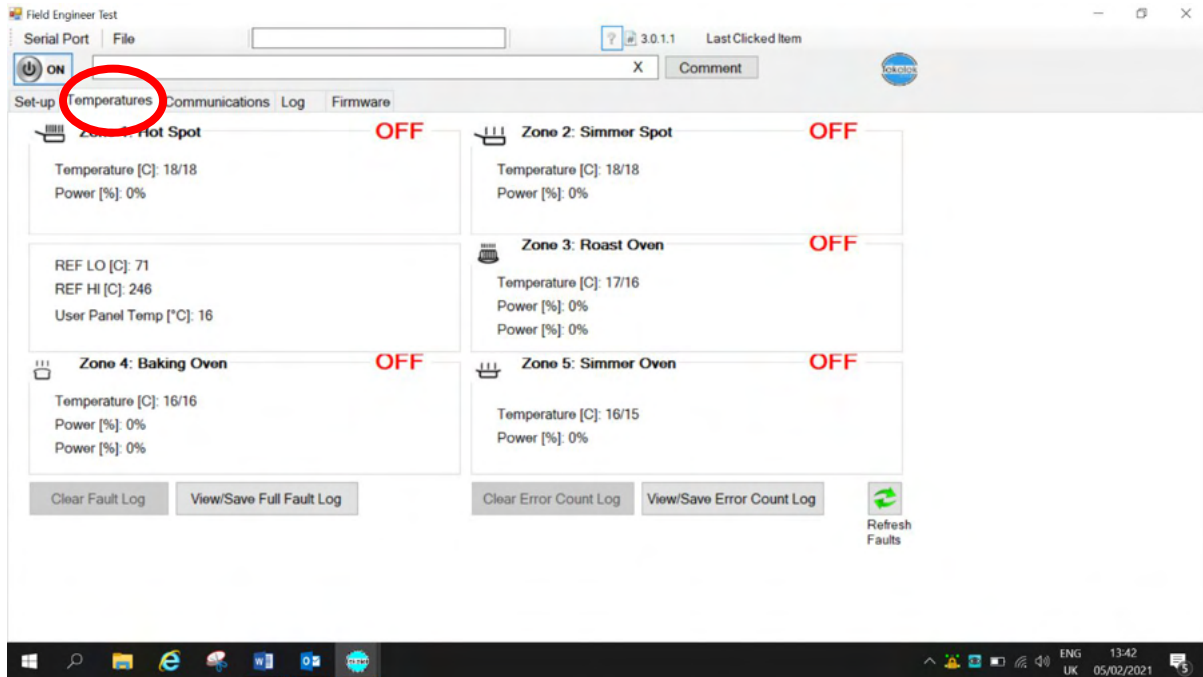 Field Engineer Test
Serial Port File
? # 3.0.1.1 Last Clicked Item
ON X Comment
Tokolok
Set-up Temperatures Communications Log Firmware
Hot Spot OFF
Temperature [C]: 18/18
Power [%]: 0%
Zone 2: Simmer Spot OFF
Temperature [C]: 18/18
Power [%]: 0%
REF LO [C]: 71
REF HI [C]: 246
User Panel Temp [°C]: 16
Zone 3: Roast Oven OFF
Temperature [C]: 17/16
Power [%]: 0%
Power [%]: 0%
Zone 4: Baking Oven OFF
Temperature [C]: 16/16
Power [%]: 0%
Power [%]: 0%
Zone 5: Simmer Oven OFF
Temperature [C]: 16/15
Power [%]: 0%
Clear Fault Log View/Save Full Fault Log Clear Error Count Log View/Save Error Count Log
Refresh
Faults
ENG 13:42
UK 05/02/2021 5